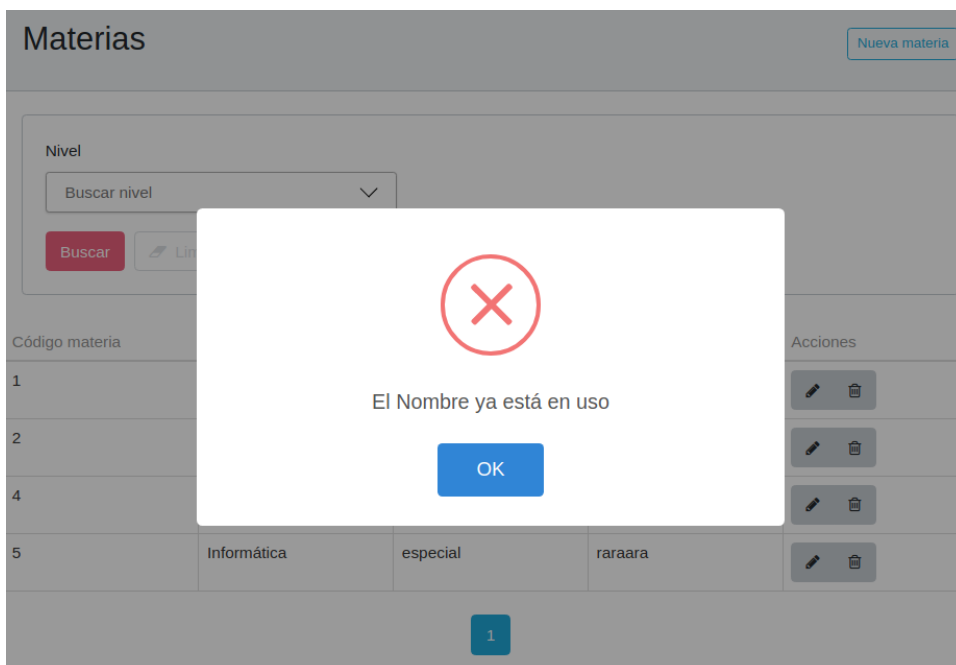 Materias
Nueva materia
Nivel
Buscar nivel
Buscar
El Nombre ya está en uso
OK
Código materia Acciones
1
2
4
5 Informática especial raraara
1